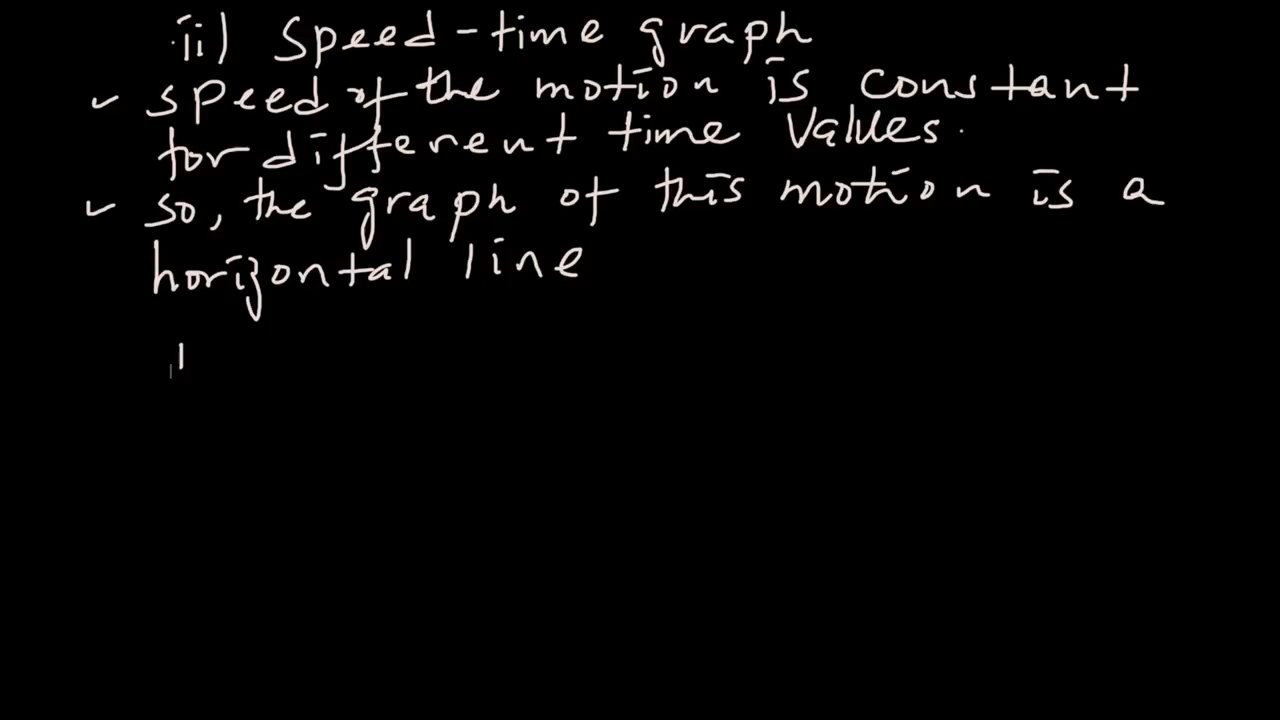 ii) Speed-time graph
✓ speed of the motion is constant
for different time values.
✓ so, the graph of this motion is a
horizontal line